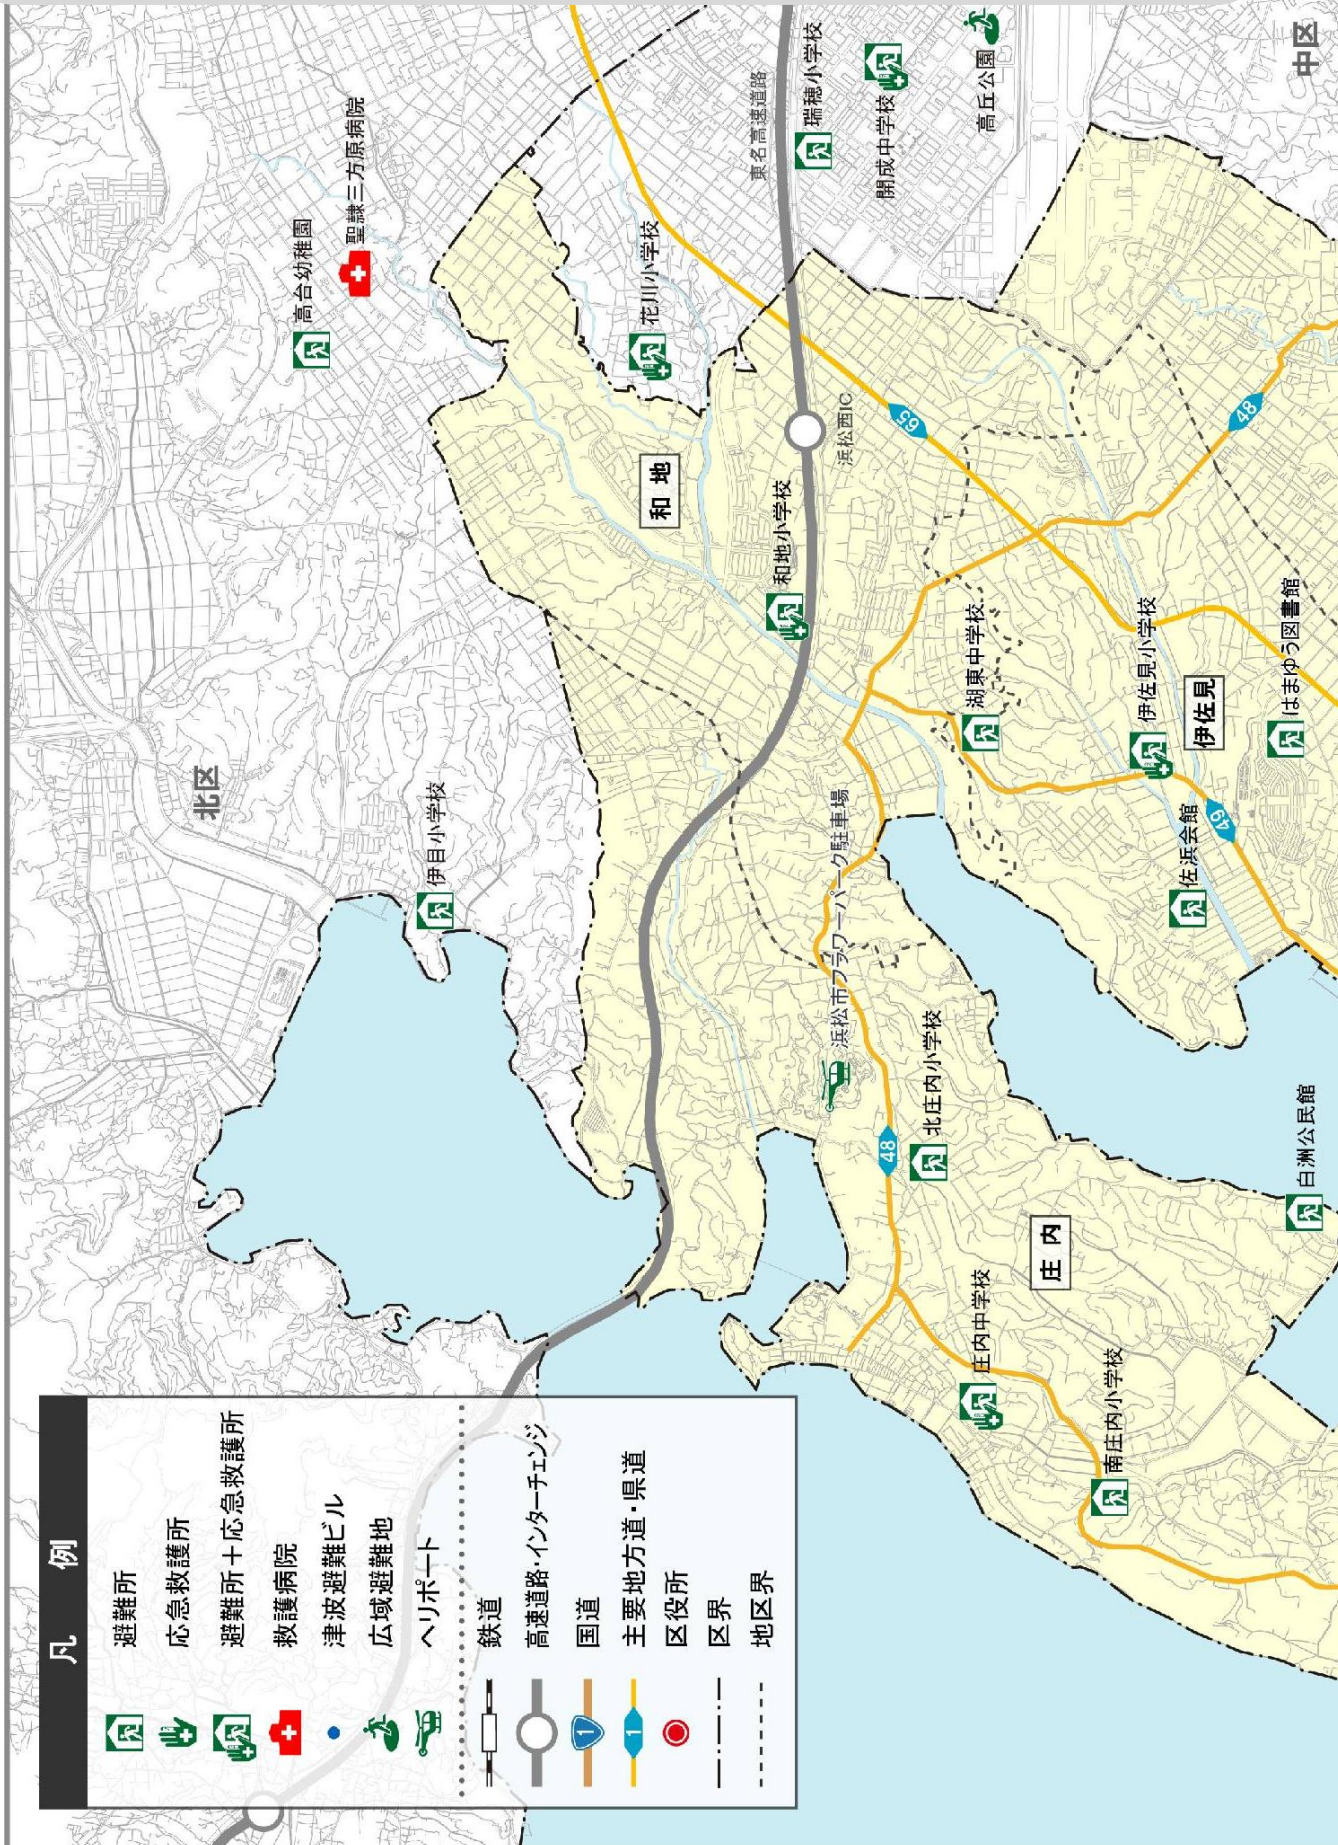 凡例
避難所
応急救護所
避難所+応急救護所
救護病院
津波避難ビル
広域避難地
ヘリポート
鉄道
高速道路・インターチェンジ
1
国道
1
主要地方道・県道
区役所
区界
地区界
北区
伊目小学校
高台幼稚園
聖隷三方原病院
花川小学校
和地
和地小学校
浜松西IC
東名高速道路
瑞穂小学校
開成中学校
高丘公園
中区
65
48
湖東中学校
伊佐見小学校
伊佐見
はまゆう図書館
佐浜会館
49
浜松市フラワーパーク駐車場
48
北庄内小学校
庄内
庄内中学校
南庄内小学校
白洲公民館